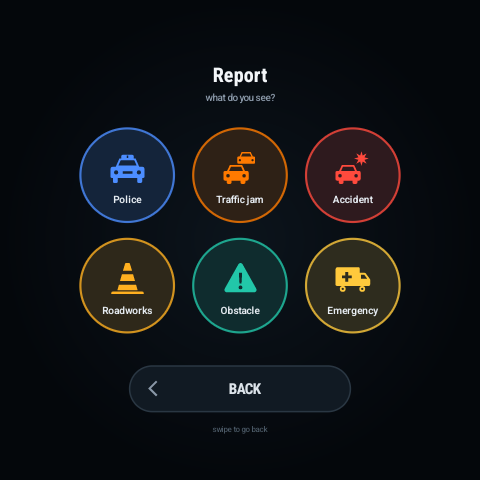 Report
what do you see?
Police
Traffic jam
Accident
Roadworks
Obstacle
Emergency
BACK
swipe to go back